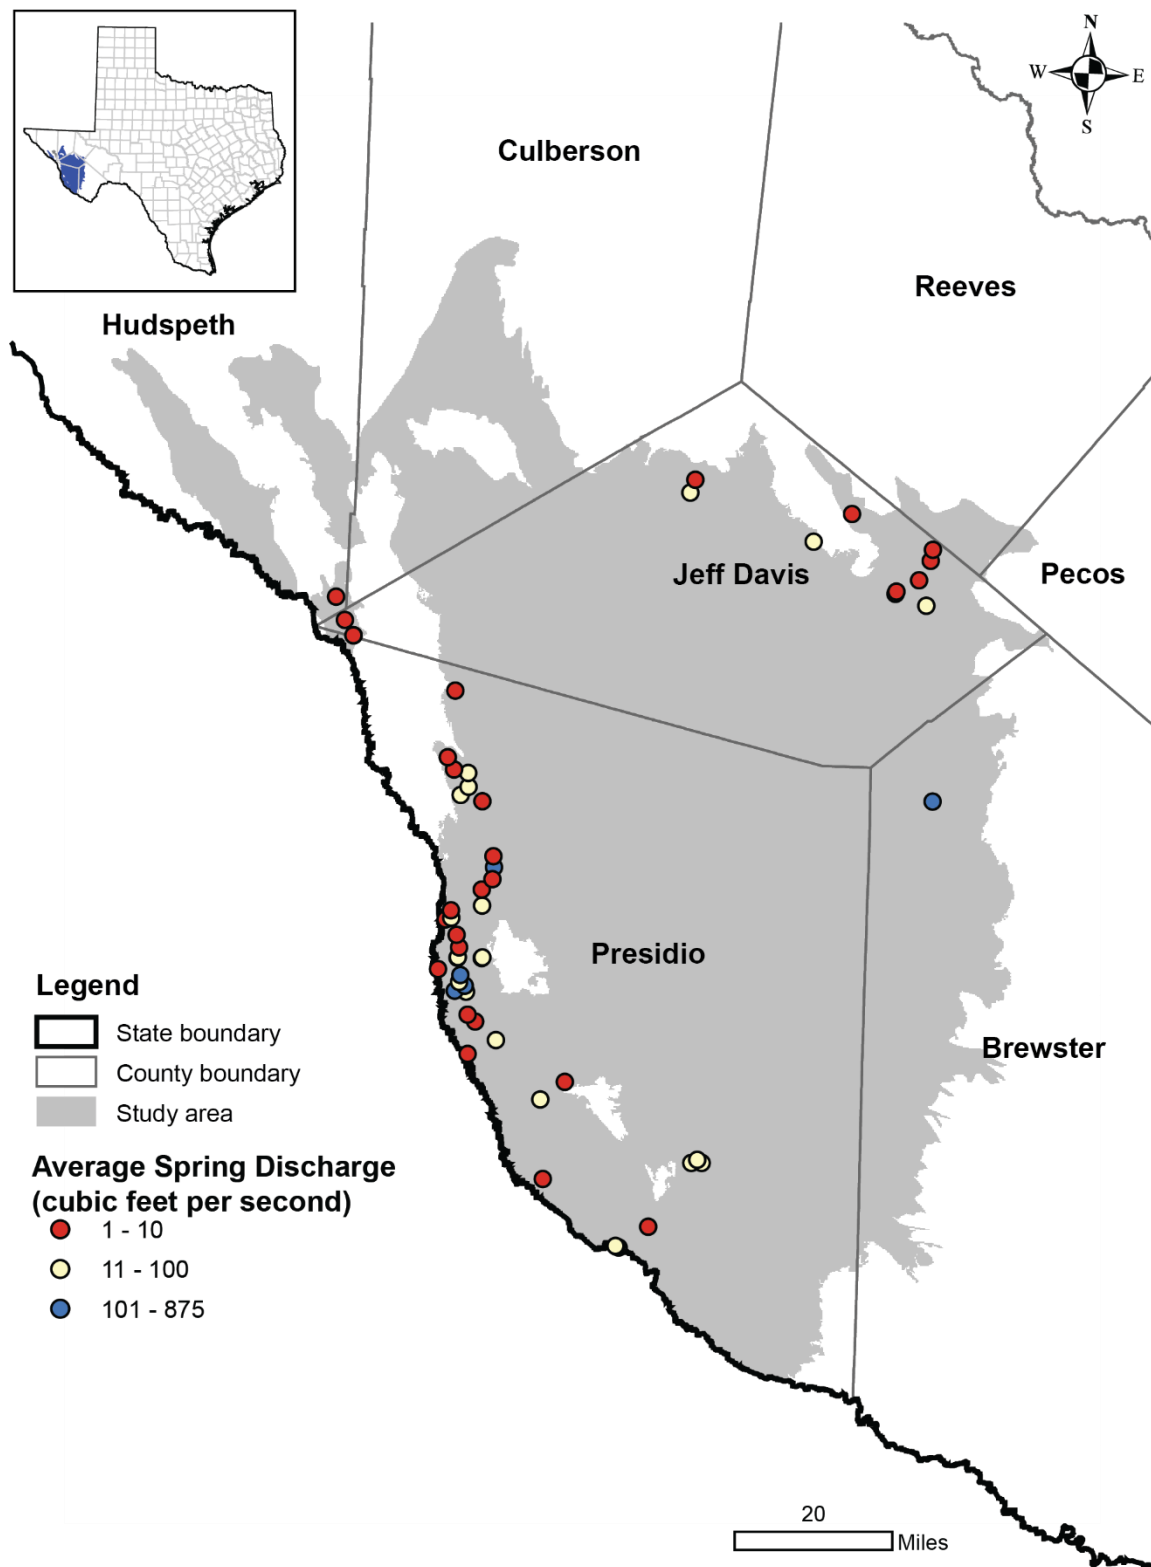 N
W
E
S
Culberson
Reeves
Hudspeth
Jeff Davis
Pecos
Presidio
Brewster
Legend
State boundary
County boundary
Study area
Average Spring Discharge
(cubic feet per second)
1 - 10
11 - 100
101 - 875
20
Miles